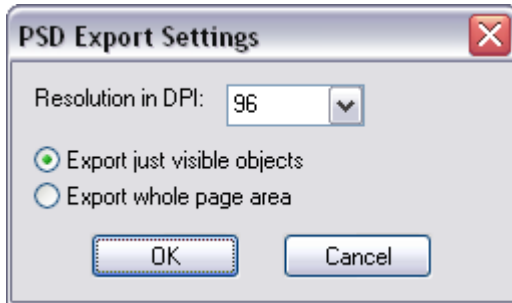 PSD Export Settings
Resolution in DPI: 96
Export just visible objects
Export whole page area
OK Cancel